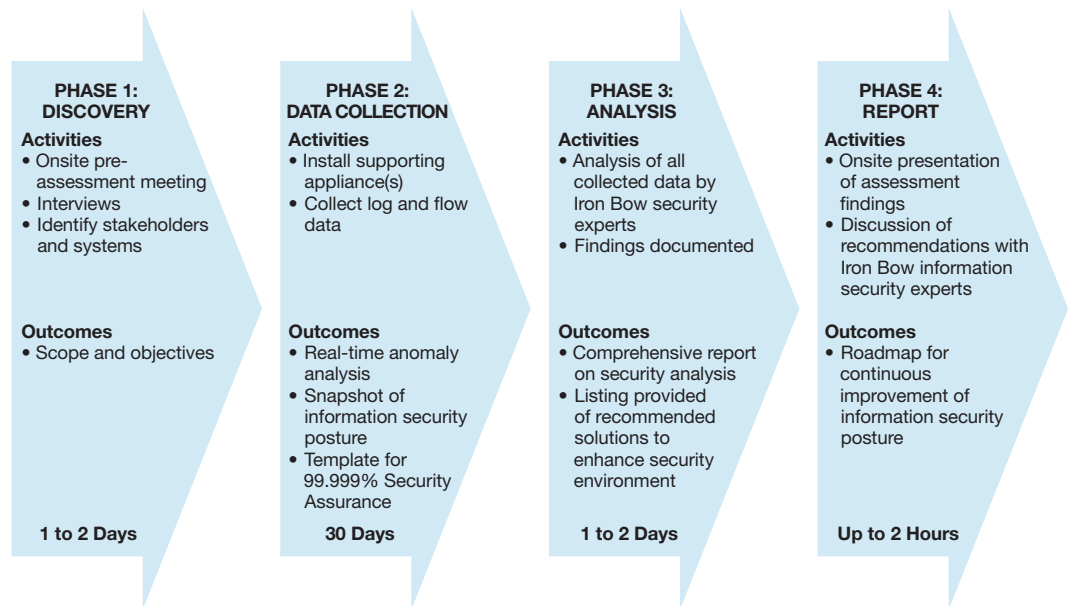 PHASE 1:
DISCOVERY
Activities
• Onsite pre-
assessment meeting
• Interviews
• Identify stakeholders
and systems
Outcomes
• Scope and objectives
1 to 2 Days
PHASE 2:
DATA COLLECTION
Activities
• Install supporting
appliance(s)
• Collect log and flow
data
Outcomes
• Real-time anomaly
analysis
• Snapshot of
information security
posture
• Template for
99.999% Security
Assurance
30 Days
PHASE 3:
ANALYSIS
Activities
• Analysis of all
collected data by
Iron Bow security
experts
• Findings documented
Outcomes
• Comprehensive report
on security analysis
• Listing provided
of recommended
solutions to
enhance security
environment
1 to 2 Days
PHASE 4:
REPORT
Activities
• Onsite presentation
of assessment
findings
• Discussion of
recommendations with
Iron Bow information
security experts
Outcomes
• Roadmap for
continuous
improvement of
information security
posture
Up to 2 Hours